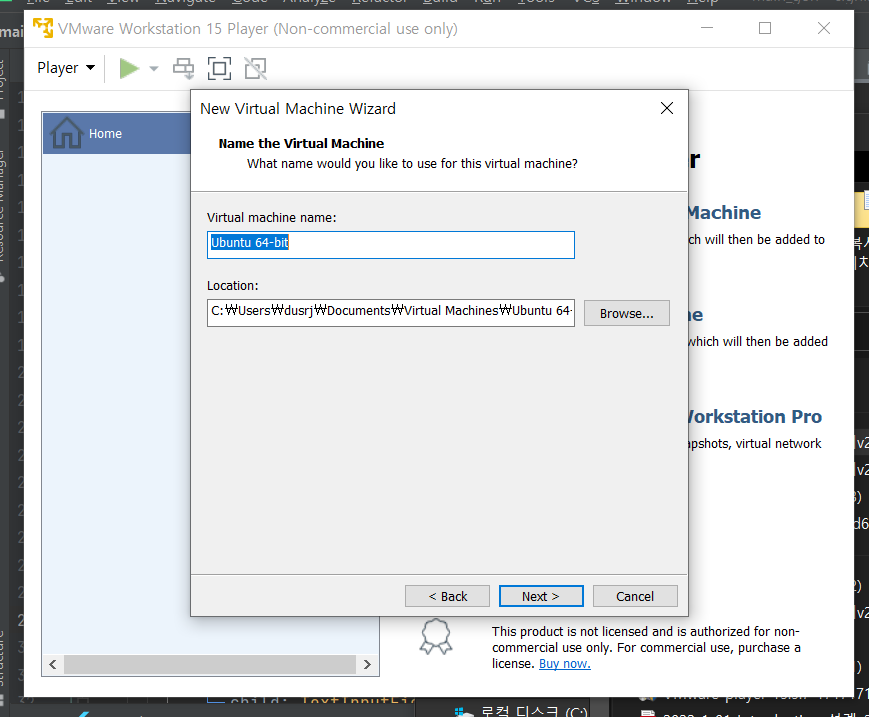 VMware Workstation 15 Player (Non-commercial use only)
Player
Home
New Virtual Machine Wizard
Name the Virtual Machine
What name would you like to use for this virtual machine?
Virtual machine name:
Ubuntu 64-bit
Location:
C:₩Users₩dusrj₩Documents₩Virtual Machines₩Ubuntu 64-
Browse...
< Back
Next >
Cancel
r
Machine
ch will then be added to
ne
which will then be added
Workstation Pro
apshots, virtual network
This product is not licensed and is authorized for non-
commercial use only. For commercial use, purchase a
license. Buy now.
로컬 디스크 (C:)